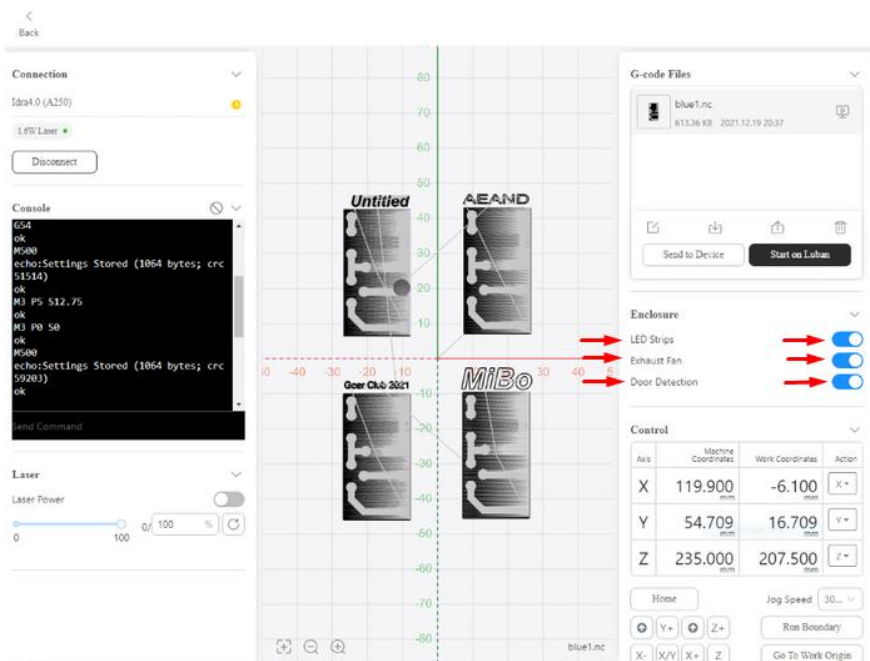 Back
Connection
Idra4.0 (A250)
1.6W Laser
Disconnect
Console
G54
ok
M500
echo:Settings Stored (1064 bytes; crc
51514)
ok
M3 P5 S12.75
ok
M3 P0 S0
ok
M500
echo:Settings Stored (1064 bytes; crc
59203)
ok
Send Command
Laser
Laser Power
0/ 100 %
0 100
80
70
60
50
Untitled AEAND
40
30
20
10
-40 -30 -20 -10 30 40 5
Geer Club 2021 MiBo
-10
-20
-30
-40
-50
-60
-70
-80
blue1.nc
G-code Files
blue1.nc
613.36 KB 2021.12.19 20:37
Send to Device Start on Luban
Enclosure
LED Strips
Exhaust Fan
Door Detection
Control
Axis Machine Coordinates Work Coordinates Action
X 119.900 mm -6.100 mm X
Y 54.709 mm 16.709 mm Y
Z 235.000 mm 207.500 mm Z
Home Jog Speed 30...
Y+ Z+ Run Boundary
X- X/Y X+ Z Go To Work Origin